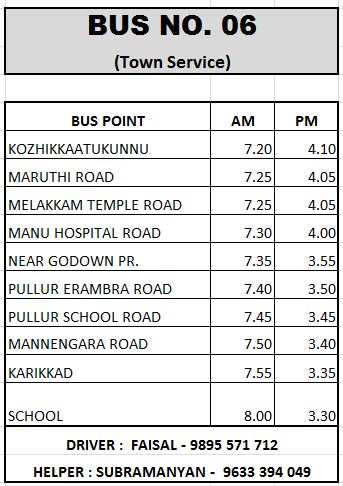 BUS NO. 06
(Town Service)
BUS POINT AM PM
KOZHIKKAATUKUNNU 7.20 4.10
MARUTHI ROAD 7.25 4.05
MELAKKAM TEMPLE ROAD 7.25 4.05
MANU HOSPITAL ROAD 7.30 4.00
NEAR GODOWN PR. 7.35 3.55
PULLUR ERAMBRA ROAD 7.40 3.50
PULLUR SCHOOL ROAD 7.45 3.45
MANNENGARA ROAD 7.50 3.40
KARIKKAD 7.55 3.35
SCHOOL 8.00 3.30
DRIVER : FAISAL - 9895 571 712
HELPER : SUBRAMANYAN - 9633 394 049